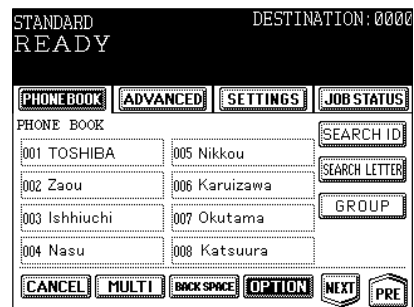 STANDARD DESTINATION:0000
READY
PHONE BOOK ADVANCED SETTINGS JOB STATUS
PHONE BOOK
SEARCH ID
001 TOSHIBA 005 Nikkou
SEARCH LETTER
002 Zaou 006 Karuizawa
GROUP
003 Ishhiuchi 007 Okutama
004 Nasu 008 Katsuura
CANCEL MULTI BACK SPACE OPTION NEXT PRE